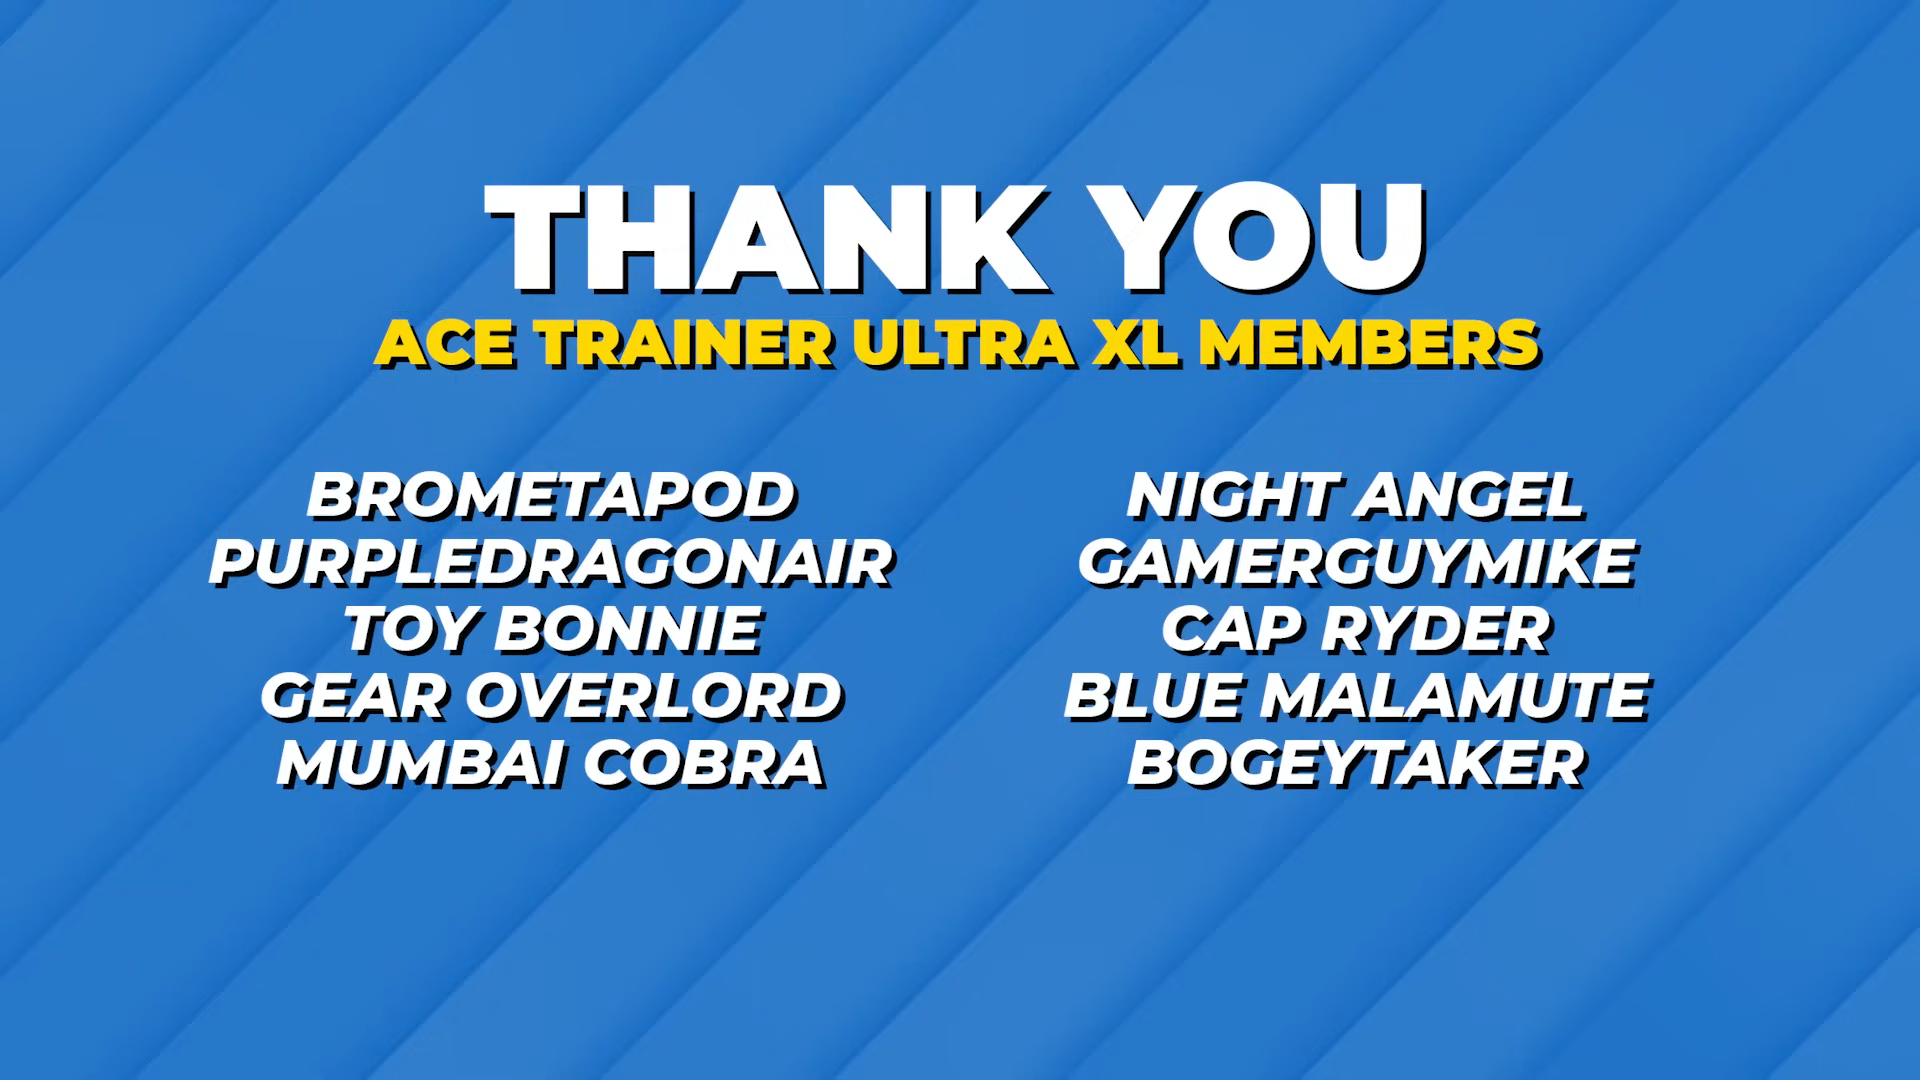 THANK YOU
ACE TRAINER ULTRA XL MEMBERS
BROMETAPOD
PURPLEDRAGONAIR
TOY BONNIE
GEAR OVERLORD
MUMBAI COBRA
NIGHT ANGEL
GAMERGUYMIKE
CAP RYDER
BLUE MALAMUTE
BOGEYTAKER